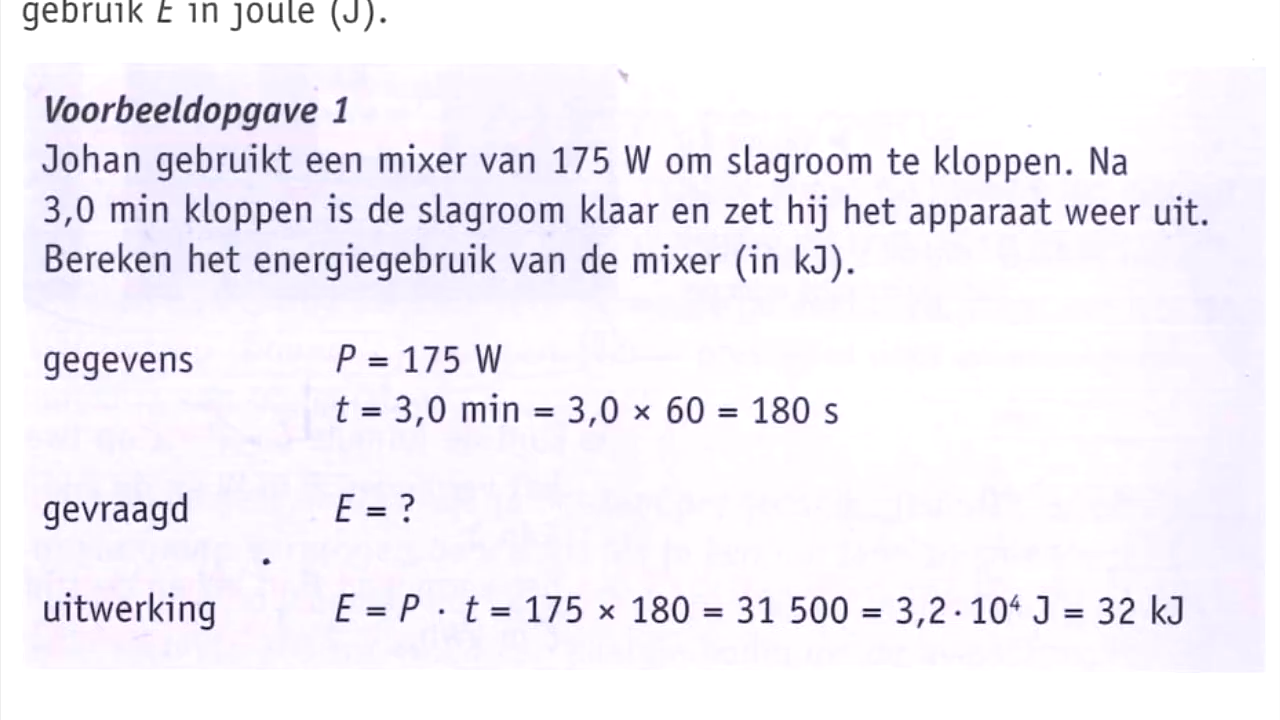 gebruik E in joule (J).
Voorbeeldopgave 1
Johan gebruikt een mixer van 175 W om slagroom te kloppen. Na
3,0 min kloppen is de slagroom klaar en zet hij het apparaat weer uit.
Bereken het energiegebruik van de mixer (in kJ).
gegevens P = 175 W
t = 3,0 min = 3,0 × 60 = 180 s
gevraagd E = ?
uitwerking E = P · t = 175 × 180 = 31 500 = 3,2 · 10⁴ J = 32 kJ